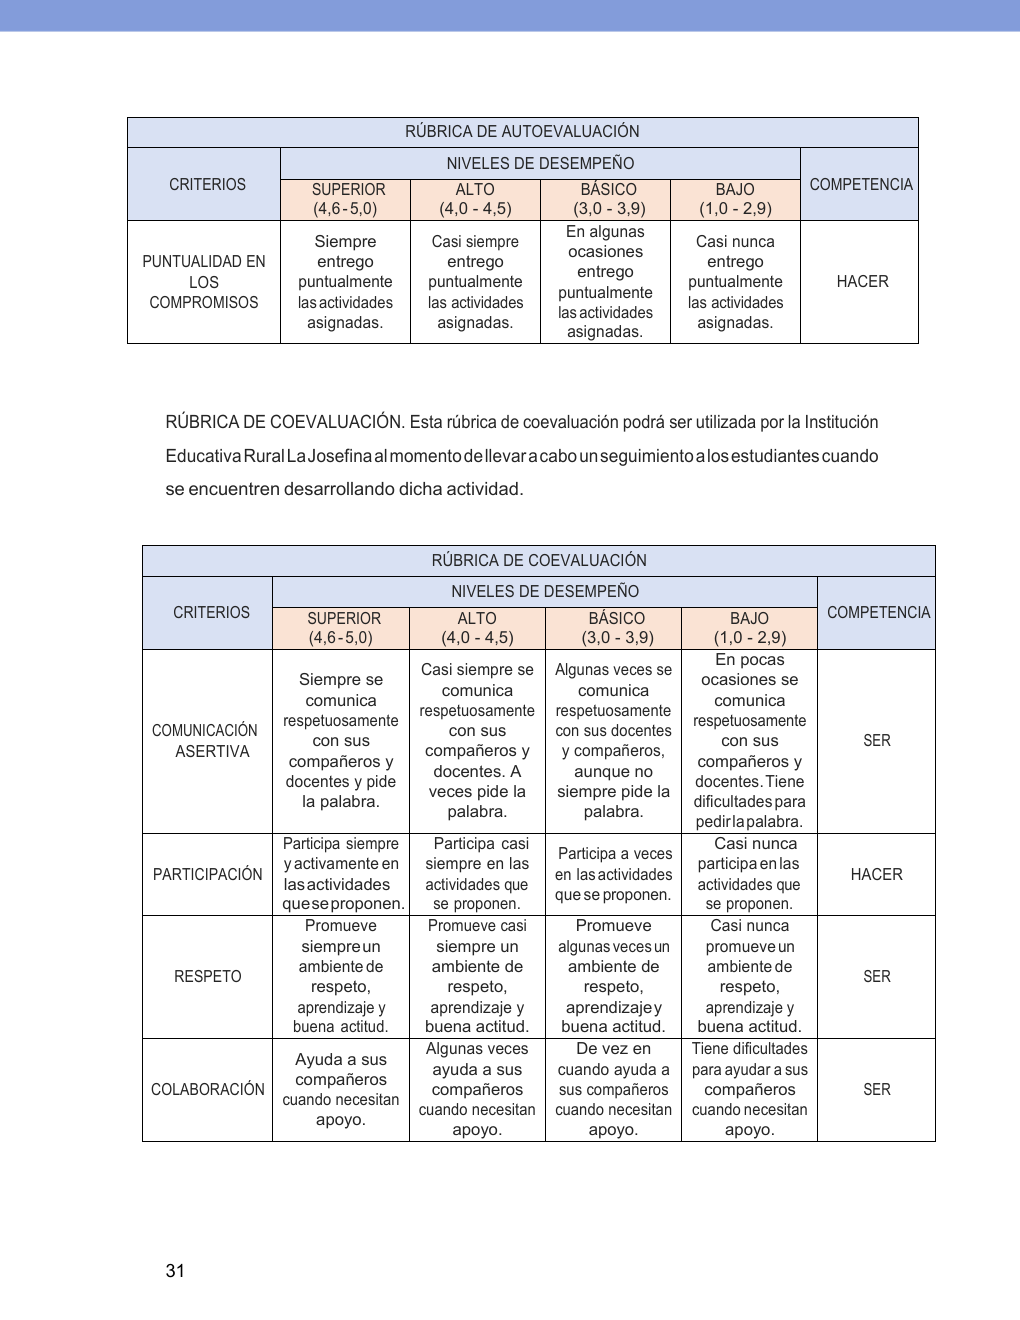 RÚBRICA DE AUTOEVALUACIÓN
CRITERIOS
NIVELES DE DESEMPEÑO
COMPETENCIA
SUPERIOR
(4,6 - 5,0)
ALTO
(4,0 - 4,5)
BÁSICO
(3,0 - 3,9)
BAJO
(1,0 - 2,9)
PUNTUALIDAD EN
LOS
COMPROMISOS
Siempre
entrego
puntualmente
las actividades
asignadas.
Casi siempre
entrego
puntualmente
las actividades
asignadas.
En algunas
ocasiones
entrego
puntualmente
las actividades
asignadas.
Casi nunca
entrego
puntualmente
las actividades
asignadas.
HACER
RÚBRICA DE COEVALUACIÓN. Esta rúbrica de coevaluación podrá ser utilizada por la Institución
Educativa Rural La Josefina al momento de llevar a cabo un seguimiento a los estudiantes cuando
se encuentren desarrollando dicha actividad.
RÚBRICA DE COEVALUACIÓN
CRITERIOS
NIVELES DE DESEMPEÑO
COMPETENCIA
SUPERIOR
(4,6 - 5,0)
ALTO
(4,0 - 4,5)
BÁSICO
(3,0 - 3,9)
BAJO
(1,0 - 2,9)
COMUNICACIÓN
ASERTIVA
Siempre se
comunica
respetuosamente
con sus
compañeros y
docentes y pide
la palabra.
Casi siempre se
comunica
respetuosamente
con sus
compañeros y
docentes. A
veces pide la
palabra.
Algunas veces se
comunica
respetuosamente
con sus docentes
y compañeros,
aunque no
siempre pide la
palabra.
En pocas
ocasiones se
comunica
respetuosamente
con sus
compañeros y
docentes. Tiene
dificultades para
pedir la palabra.
SER
PARTICIPACIÓN
Participa siempre
y activamente en
las actividades
que se proponen.
Participa casi
siempre en las
actividades que
se proponen.
Participa a veces
en las actividades
que se proponen.
Casi nunca
participa en las
actividades que
se proponen.
HACER
RESPETO
Promueve
siempre un
ambiente de
respeto,
aprendizaje y
buena actitud.
Promueve casi
siempre un
ambiente de
respeto,
aprendizaje y
buena actitud.
Promueve
algunas veces un
ambiente de
respeto,
aprendizaje y
buena actitud.
Casi nunca
promueve un
ambiente de
respeto,
aprendizaje y
buena actitud.
SER
COLABORACIÓN
Ayuda a sus
compañeros
cuando necesitan
apoyo.
Algunas veces
ayuda a sus
compañeros
cuando necesitan
apoyo.
De vez en
cuando ayuda a
sus compañeros
cuando necesitan
apoyo.
Tiene dificultades
para ayudar a sus
compañeros
cuando necesitan
apoyo.
SER
31